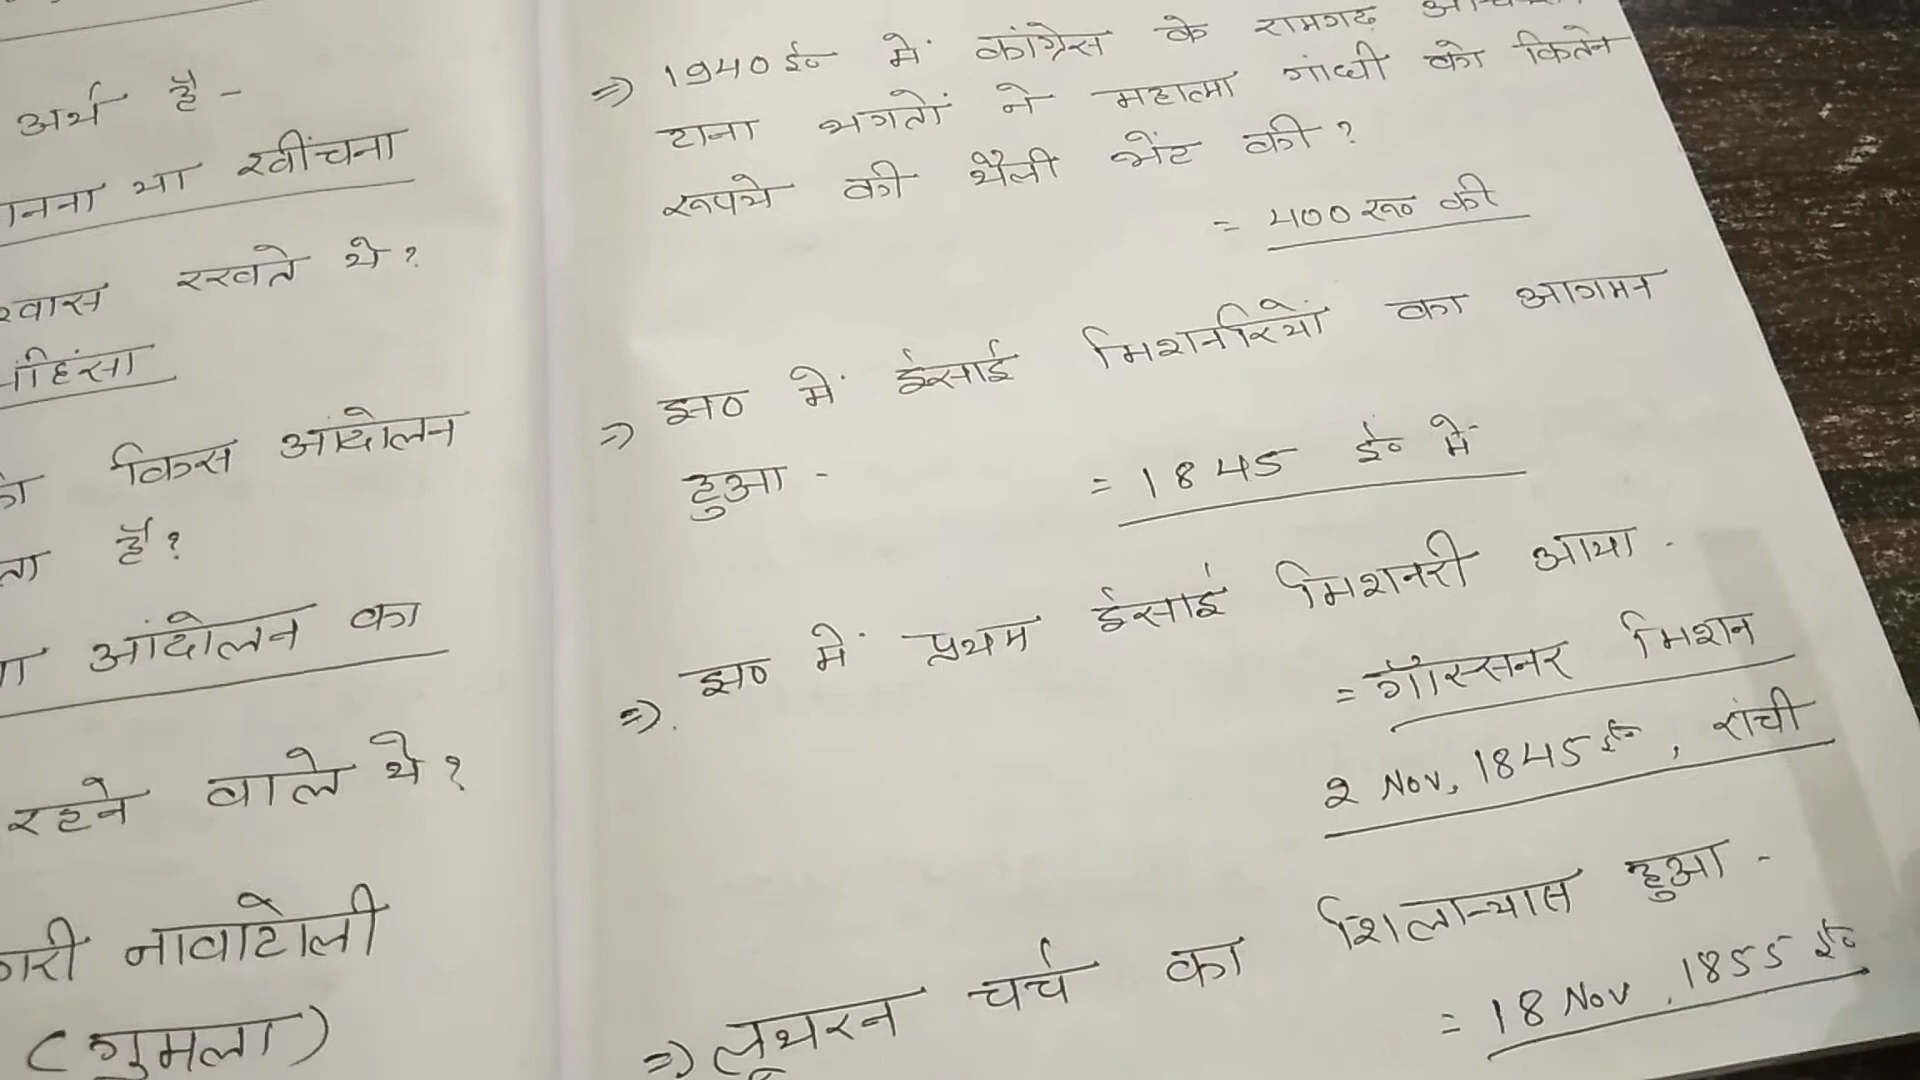 अर्थ है -
या खींचना
रखते थे?
किस आंदोलन
है?
आंदोलन का
रहने वाले थे?
नावाटोली
(गुमला)
=> 1940 ई० में कांग्रेस के रामगढ़
टाना भगतों ने महात्मा गांधी को कितने
रूपये की थैली भेंट की?
= 400 रू० की
=> झा० में ईसाई मिशनरियों का आगमन
हुआ -
= 1845 ई० में
=> झा० में प्रथम ईसाई मिशनरी आया -
= गॉस्सनर मिशन
2 Nov, 1845 ई०, रांची
=> लूथरन चर्च का शिलान्यास हुआ -
= 18 Nov, 1855 ई०